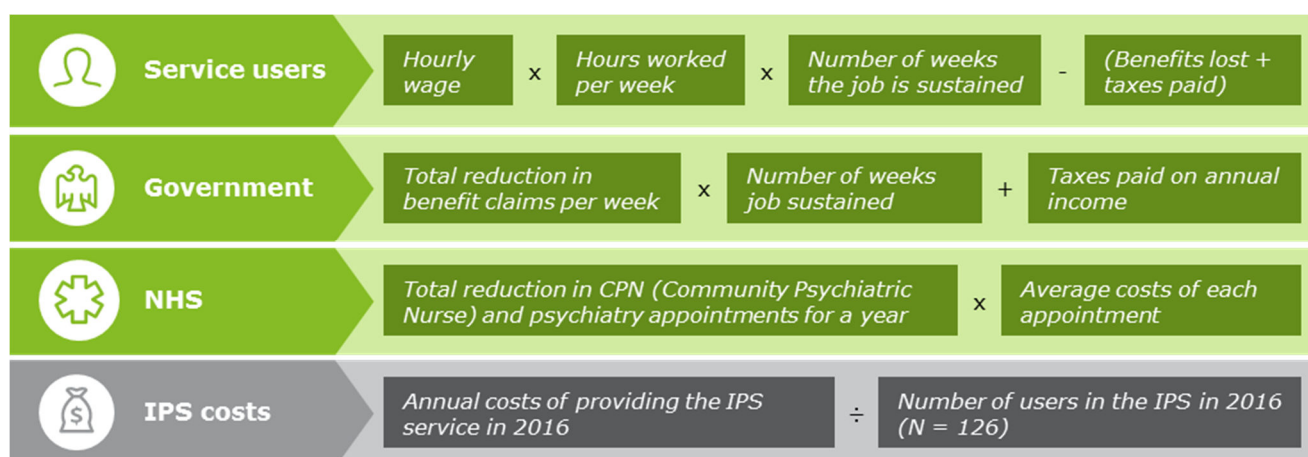 Service users
Hourly
wage
x
Hours worked
per week
x
Number of weeks
the job is sustained
-
(Benefits lost +
taxes paid)
Government
Total reduction in
benefit claims per week
x
Number of weeks
job sustained
+
Taxes paid on annual
income
NHS
Total reduction in CPN (Community Psychiatric
Nurse) and psychiatry appointments for a year
x
Average costs of each
appointment
$
IPS costs
Annual costs of providing the IPS
service in 2016
÷
Number of users in the IPS in 2016
(N = 126)